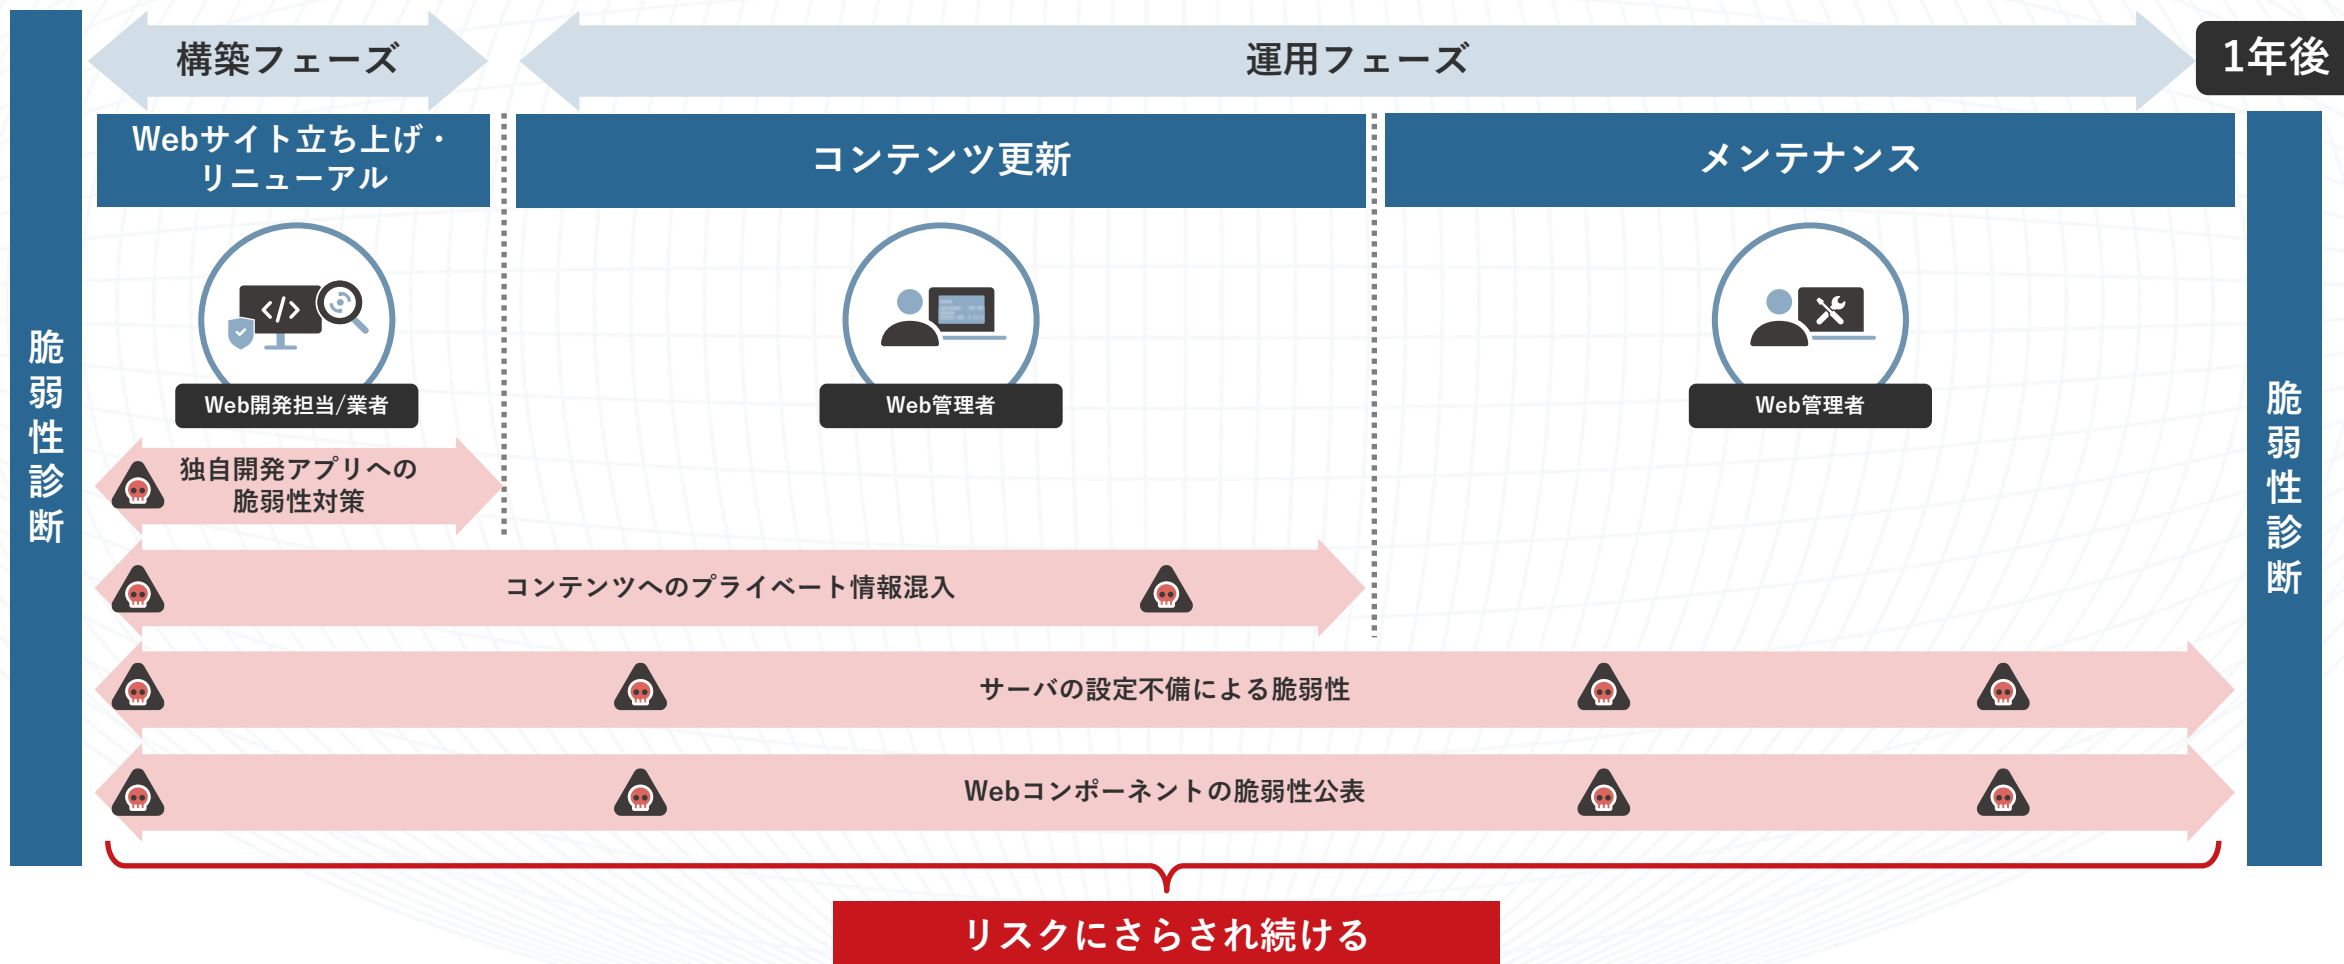 構築フェーズ
運用フェーズ
1年後
脆弱性診断
Webサイト立ち上げ・
リニューアル
コンテンツ更新
メンテナンス
脆弱性診断
Web開発担当/業者
Web管理者
Web管理者
独自開発アプリへの
脆弱性対策
コンテンツへのプライベート情報混入
サーバの設定不備による脆弱性
Webコンポーネントの脆弱性公表
リスクにさらされ続ける